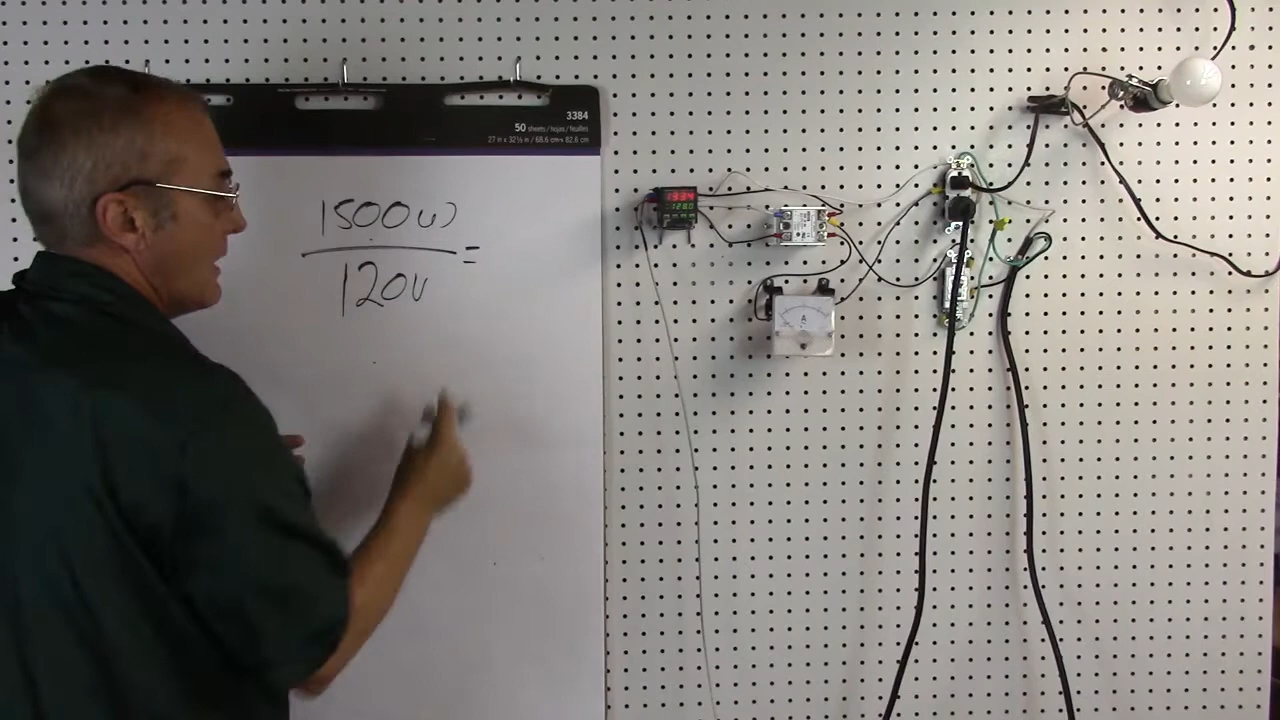 3384
50 sheets / hojas / feuilles
27 in x 32½ in / 68.6 cm x 82.6 cm
1500W
120V
=
A